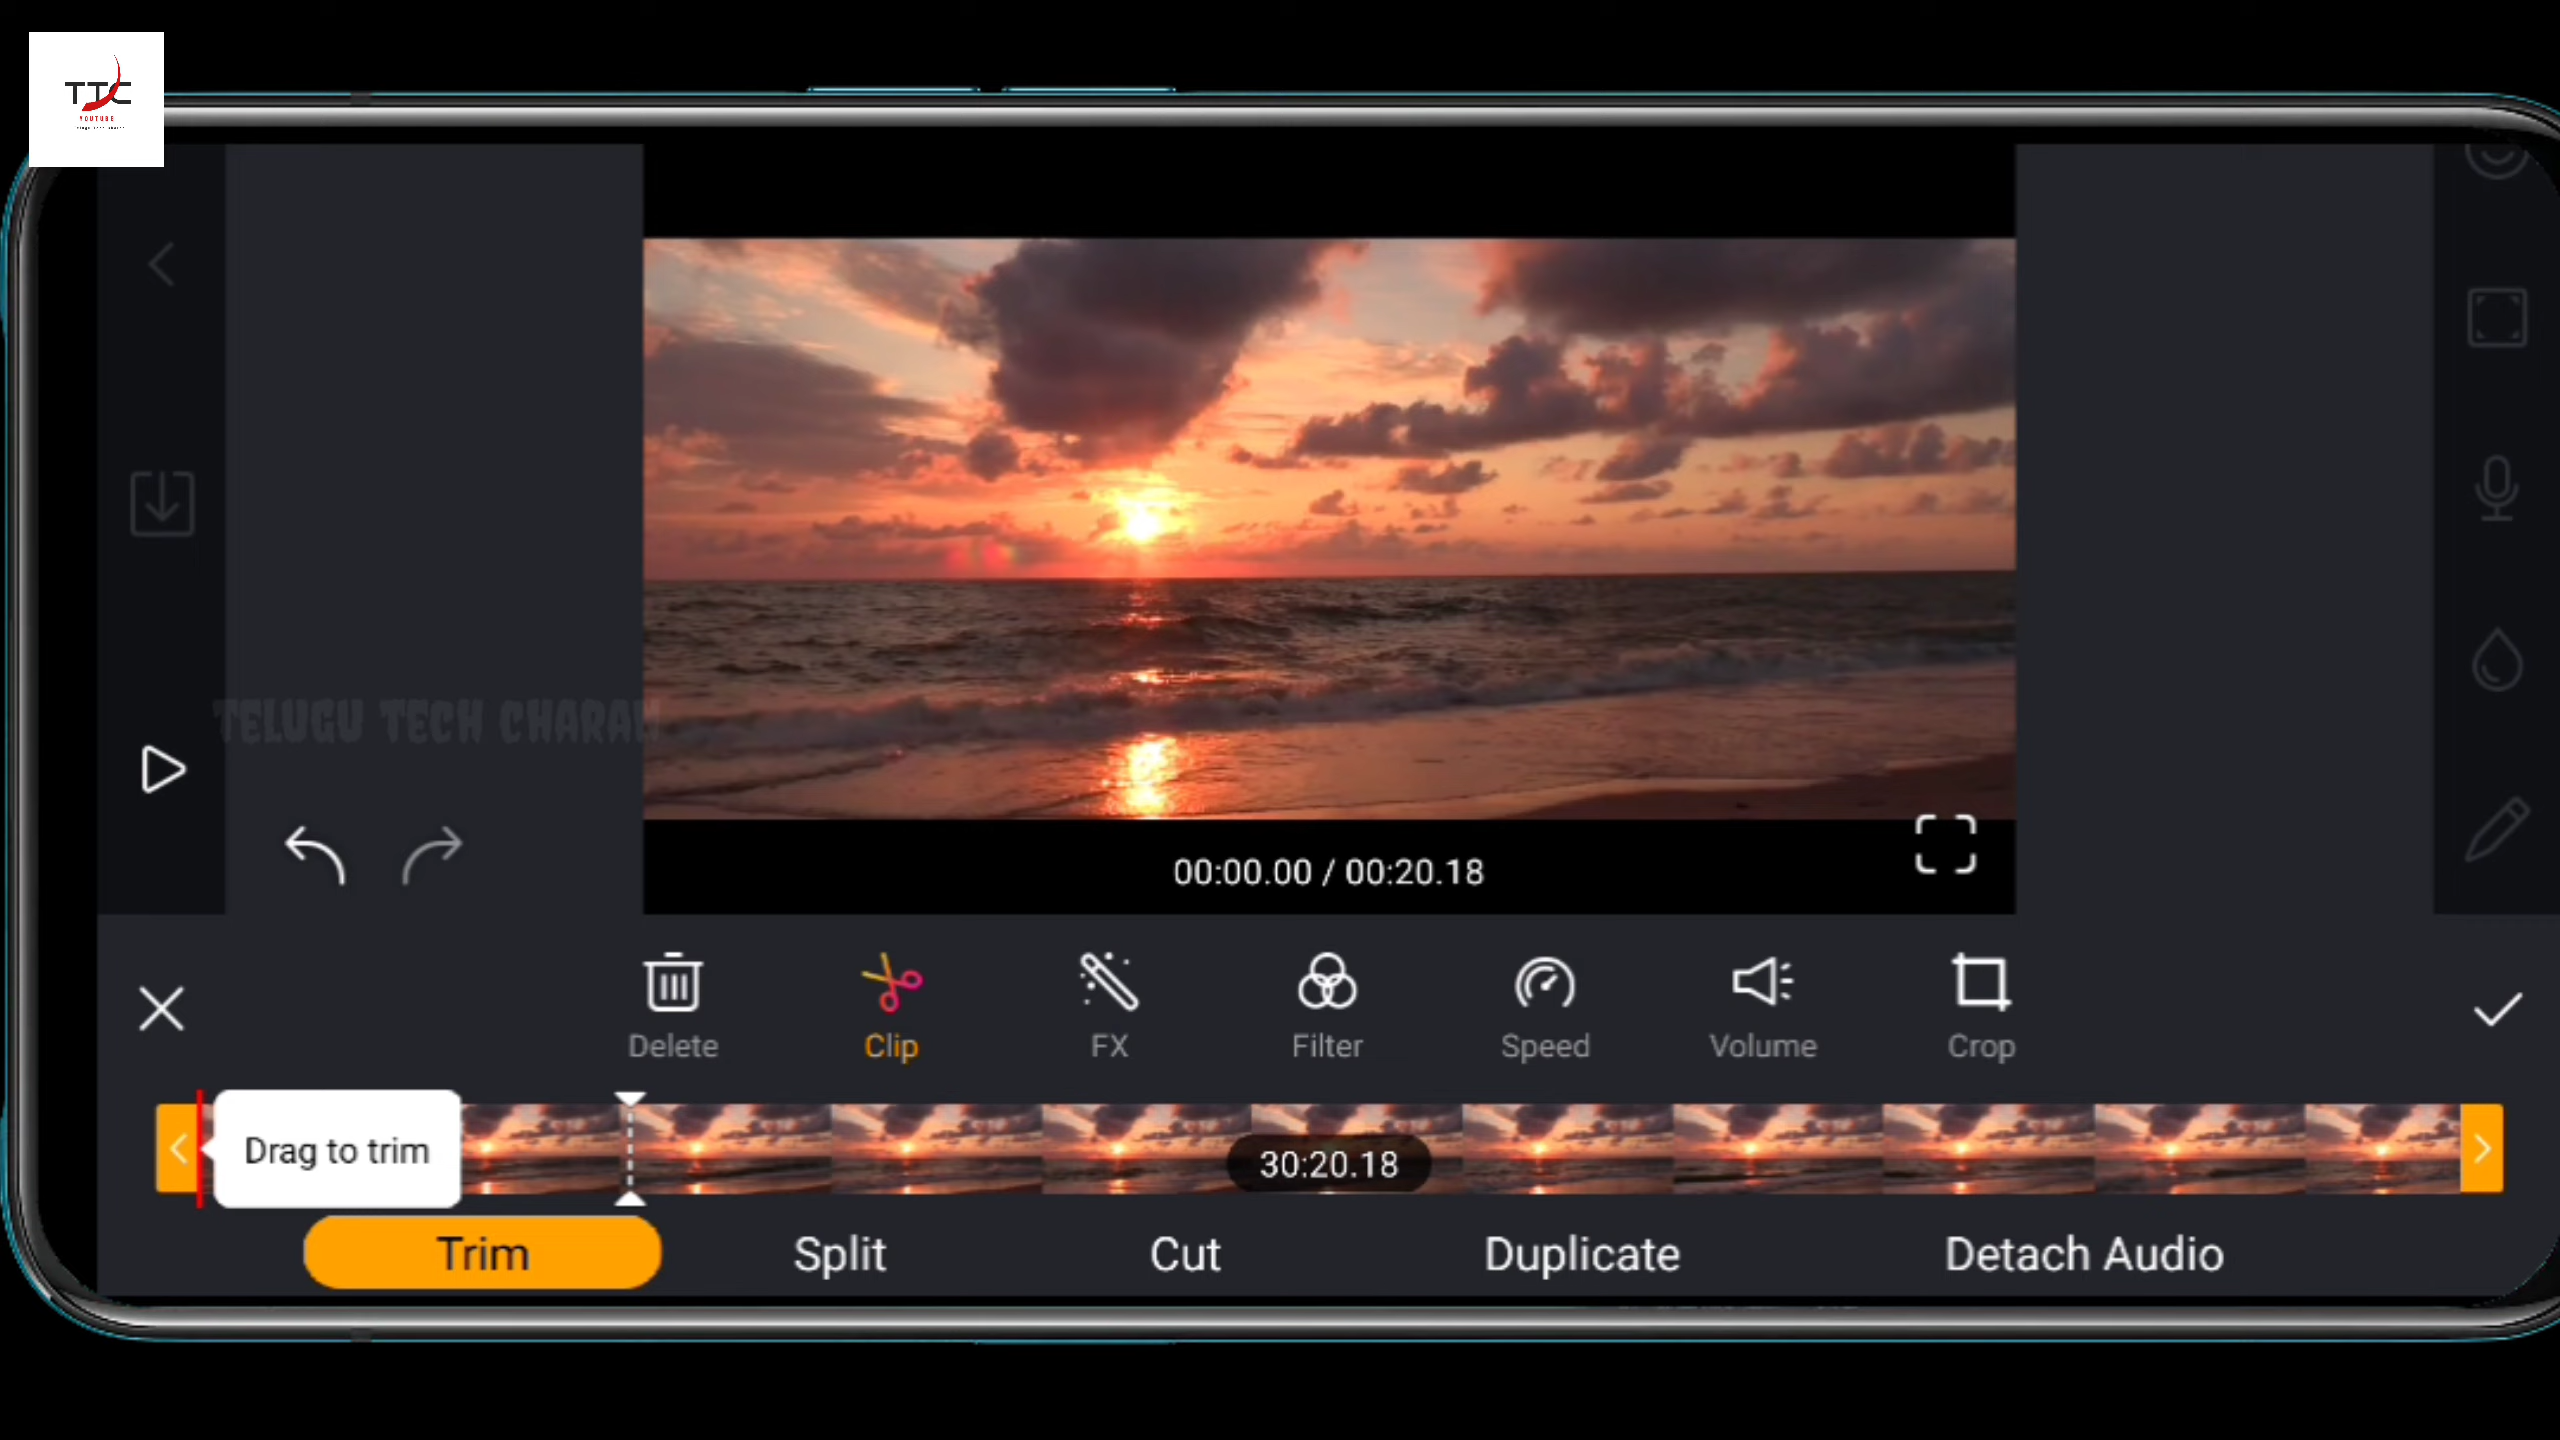 TTC
YOUTUBE
TELUGU TECH CHARAN
00:00.00 / 00:20.18
Delete
Clip
FX
Filter
Speed
Volume
Crop
Drag to trim
30:20.18
Trim
Split
Cut
Duplicate
Detach Audio